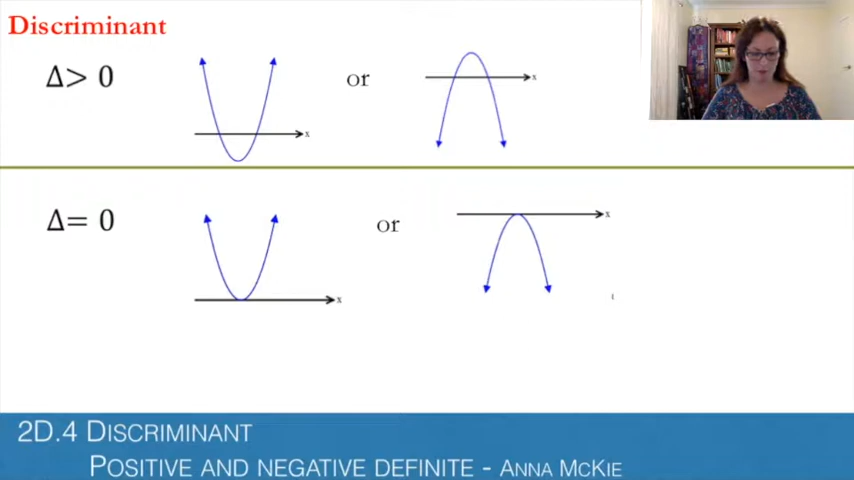 Discriminant
Δ> 0
or
x
x
Δ= 0
or
x
x
2D.4 DISCRIMINANT
POSITIVE AND NEGATIVE DEFINITE - ANNA MCKIE